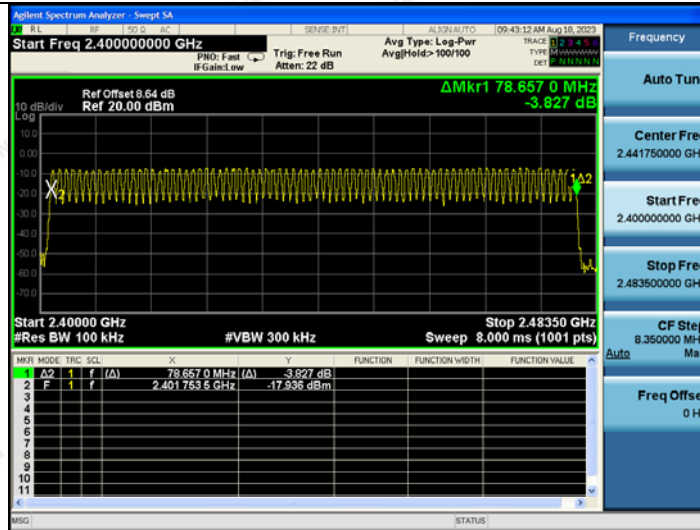 Agilent Spectrum Analyzer - Swept SA
RL RF 50 Ω AC SENSE:INT ALIGNAUTO 09:43:12 AM Aug 18, 2023
Start Freq 2.400000000 GHz
PNO: Fast
IFGain:Low
Trig: Free Run
Atten: 22 dB
Avg Type: Log-Pwr
Avg|Hold:> 100/100
TRACE 1 2 3 4 5 6
TYPE
DET P N N N N N
Ref Offset 8.64 dB
Ref 20.00 dBm
10 dB/div
Log
ΔMkr1 78.657 0 MHz
-3.827 dB
10.0
0.00
-10.0
-20.0
-30.0
-40.0
-50.0
-60.0
-70.0
X2
1Δ2
Start 2.40000 GHz
Stop 2.48350 GHz
#Res BW 100 kHz
#VBW 300 kHz
Sweep 8.000 ms (1001 pts)
MKR MODE TRC SCL X Y FUNCTION FUNCTION WIDTH FUNCTION VALUE
1 Δ2 1 f (Δ) 78.657 0 MHz (Δ) -3.827 dB
2 F 1 f 2.401 753 5 GHz -17.936 dBm
3
4
5
6
7
8
9
10
11
MSG
STATUS
Frequency
Auto Tun
Center Fre
2.441750000 GH
Start Fre
2.400000000 GH
Stop Fre
2.483500000 GH
CF Ste
8.350000 MH
Auto Ma
Freq Offse
0 H